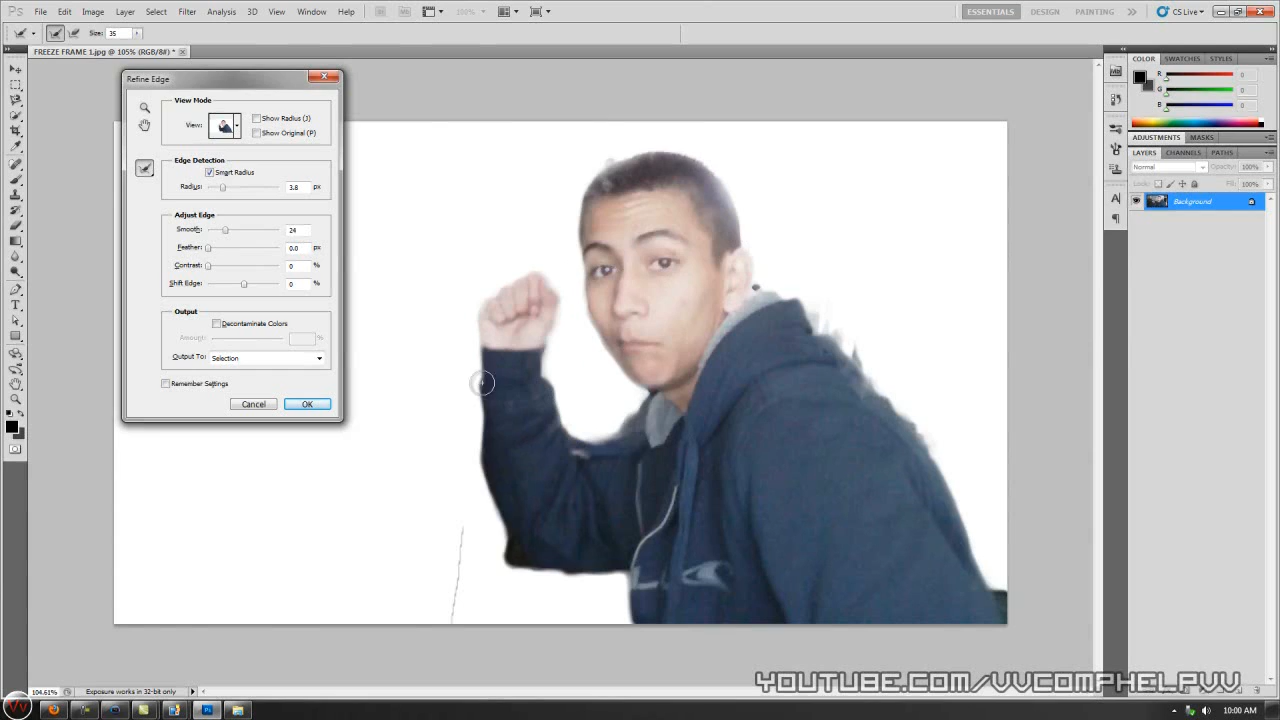 Ps File Edit Image Layer Select Filter Analysis 3D View Window Help 100% ESSENTIALS DESIGN PAINTING CS Live
Size: 35
FREEZE FRAME 1.jpg @ 105% (RGB/8#) *
Refine Edge
View Mode
View:
Show Radius (J)
Show Original (P)
Edge Detection
Smart Radius
Radius: 3.8 px
Adjust Edge
Smooth: 24
Feather: 0.0 px
Contrast: 0 %
Shift Edge: 0 %
Output
Decontaminate Colors
Amount: %
Output To: Selection
Remember Settings
Cancel OK
COLOR SWATCHES STYLES
R 0
G 0
B 0
ADJUSTMENTS MASKS
LAYERS CHANNELS PATHS
Normal Opacity: 100%
Lock: Fill: 100%
Background
104.61% Exposure works in 32-bit only
YOUTUBE.COM/VVCOMPHELPVV
10:00 AM